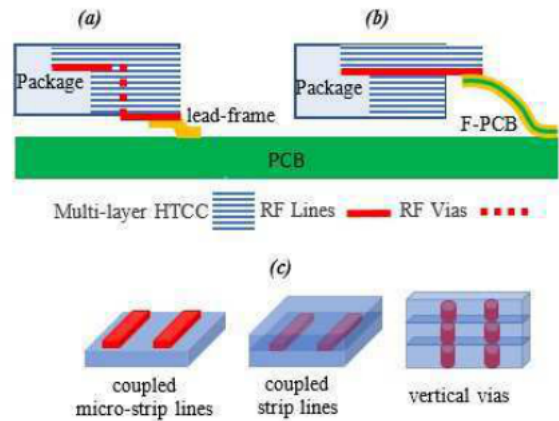 (a)
(b)
Package
lead-frame
Package
F-PCB
PCB
Multi-layer HTCC RF Lines RF Vias
(c)
coupled
micro-strip lines
coupled
strip lines
vertical vias